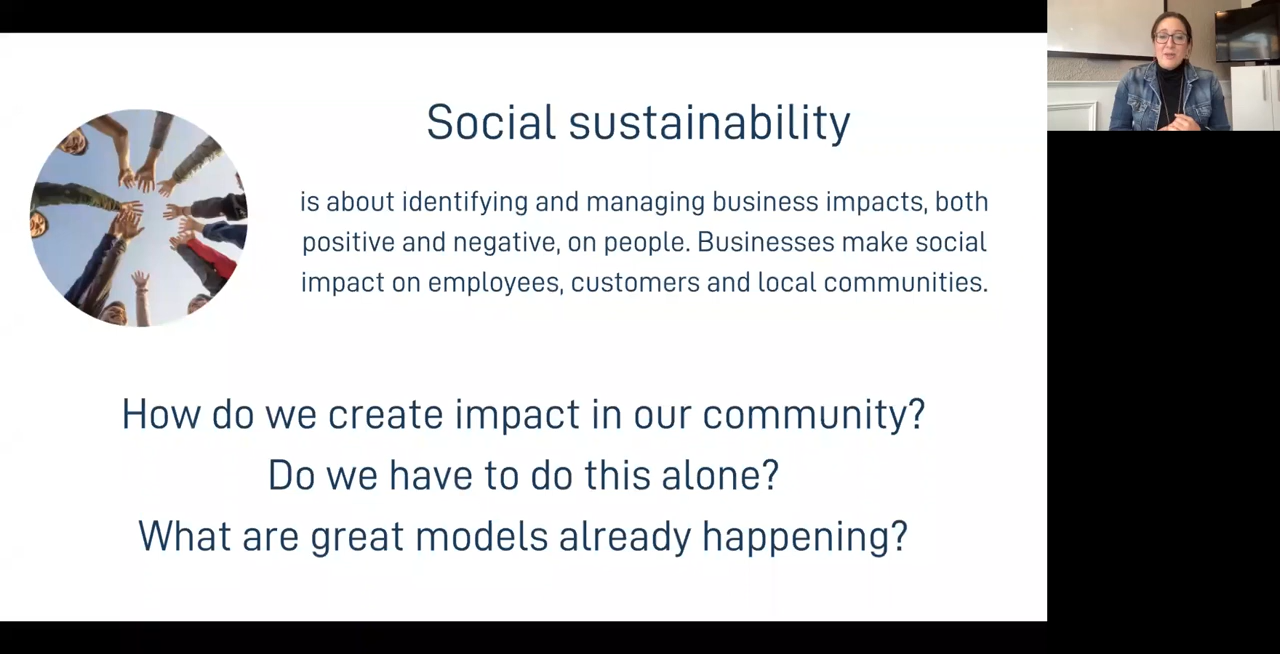 Social sustainability
is about identifying and managing business impacts, both
positive and negative, on people. Businesses make social
impact on employees, customers and local communities.
How do we create impact in our community?
Do we have to do this alone?
What are great models already happening?